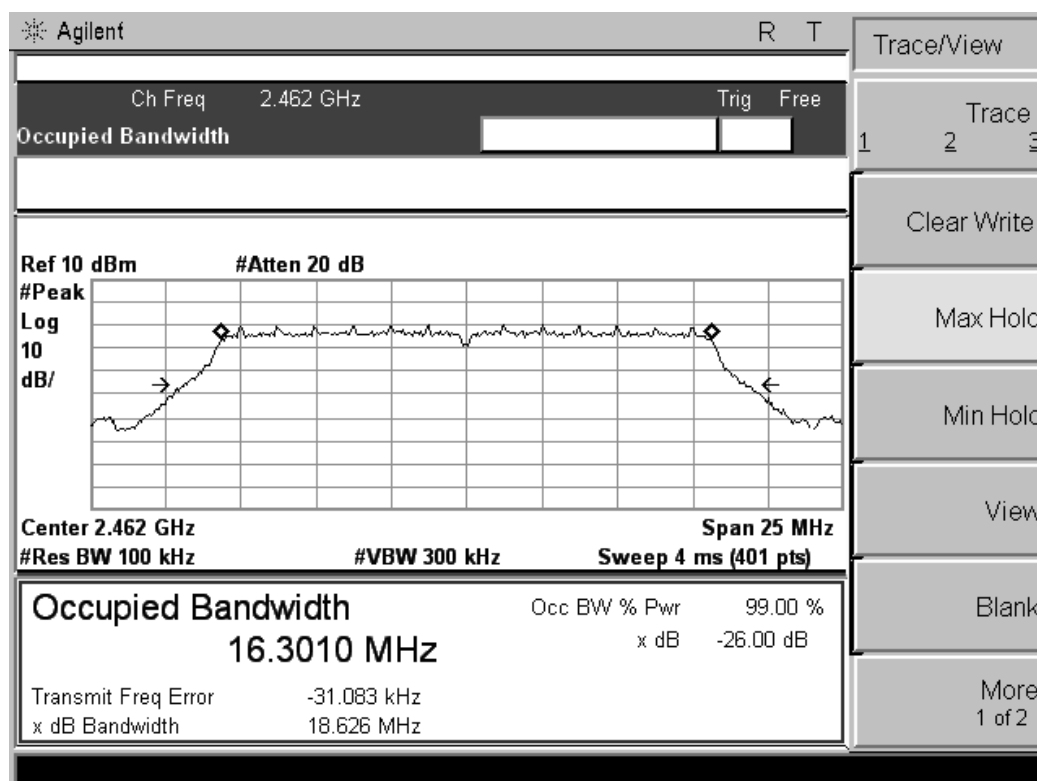 Agilent R T
Trace/View
Ch Freq 2.462 GHz Trig Free
Occupied Bandwidth
Trace
1 2 3
Clear Write
Max Hold
Min Hold
View
Blank
More
1 of 2
Ref 10 dBm #Atten 20 dB
#Peak
Log
10
dB/
Center 2.462 GHz Span 25 MHz
#Res BW 100 kHz #VBW 300 kHz Sweep 4 ms (401 pts)
Occupied Bandwidth
16.3010 MHz
Occ BW % Pwr 99.00 %
x dB -26.00 dB
Transmit Freq Error -31.083 kHz
x dB Bandwidth 18.626 MHz